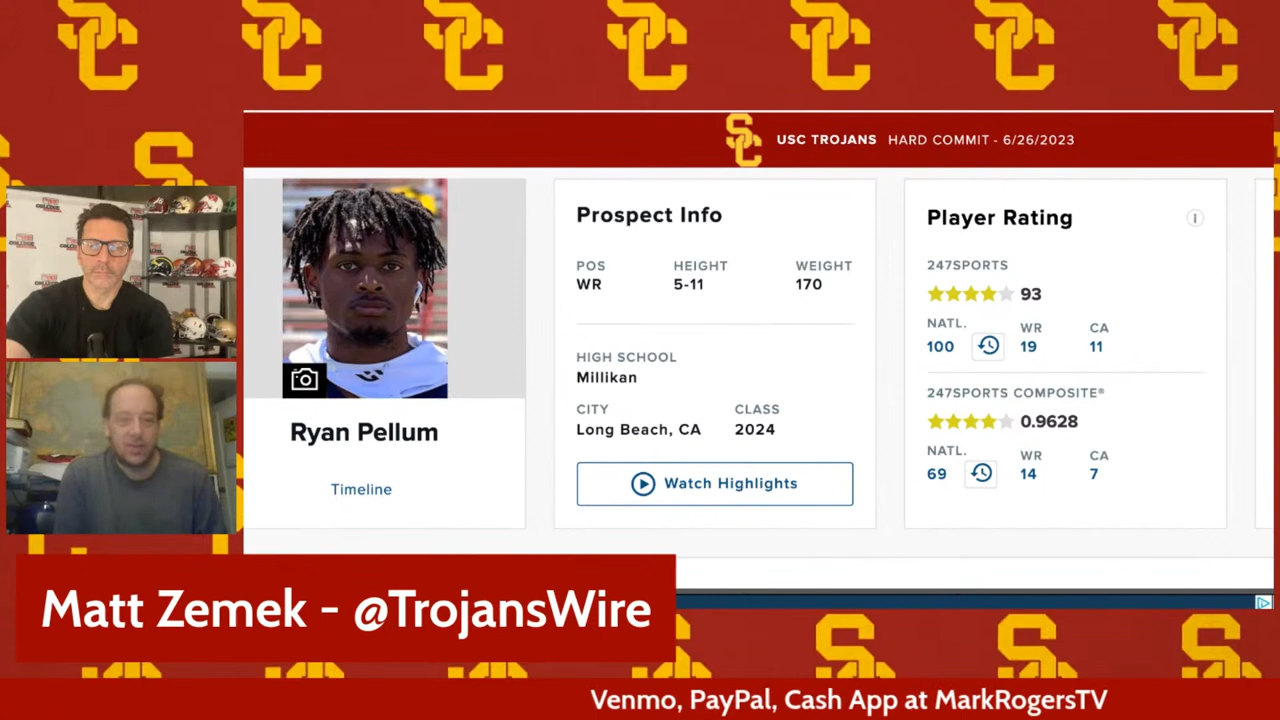 USC TROJANS HARD COMMIT - 6/26/2023
Ryan Pellum
Timeline
Prospect Info
POS HEIGHT WEIGHT
WR 5-11 170
HIGH SCHOOL
Millikan
CITY CLASS
Long Beach, CA 2024
Watch Highlights
Player Rating
247SPORTS
93
NATL. WR CA
100 19 11
247SPORTS COMPOSITE®
0.9628
NATL. WR CA
69 14 7
Matt Zemek - @TrojansWire
Venmo, PayPal, Cash App at MarkRogersTV